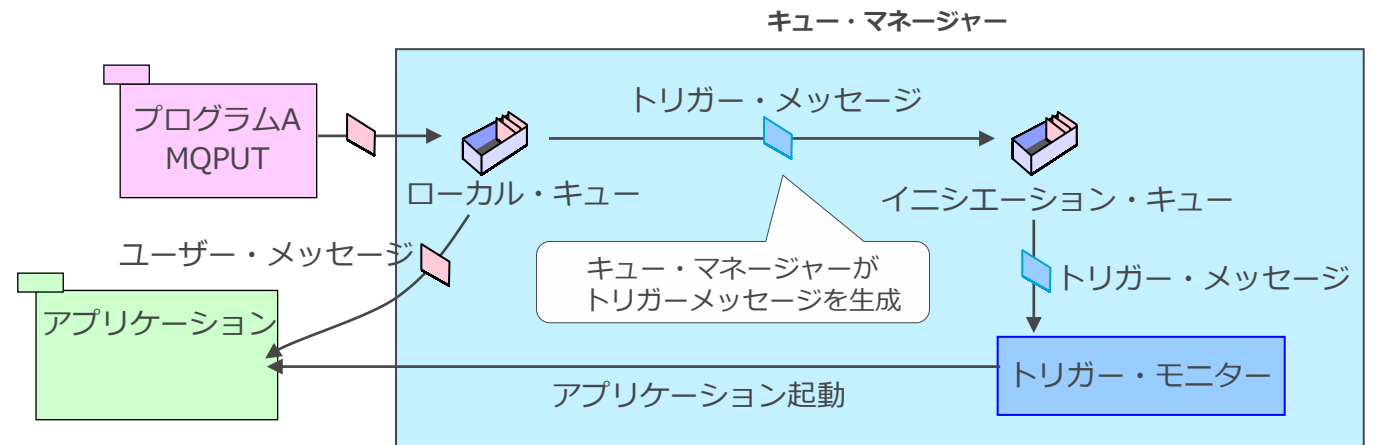 キュー・マネージャー
トリガー・メッセージ
プログラムA
MQPUT
ローカル・キュー
イニシエーション・キュー
ユーザー・メッセージ
キュー・マネージャーが
トリガーメッセージを生成
トリガー・メッセージ
アプリケーション
トリガー・モニター
アプリケーション起動